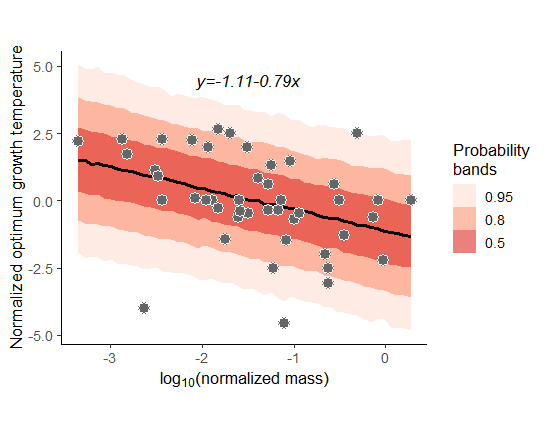 y=-1.11-0.79x
Normalized optimum growth temperature
5.0
2.5
0.0
-2.5
-5.0
-3
-2
-1
0
log10(normalized mass)
Probability
bands
0.95
0.8
0.5